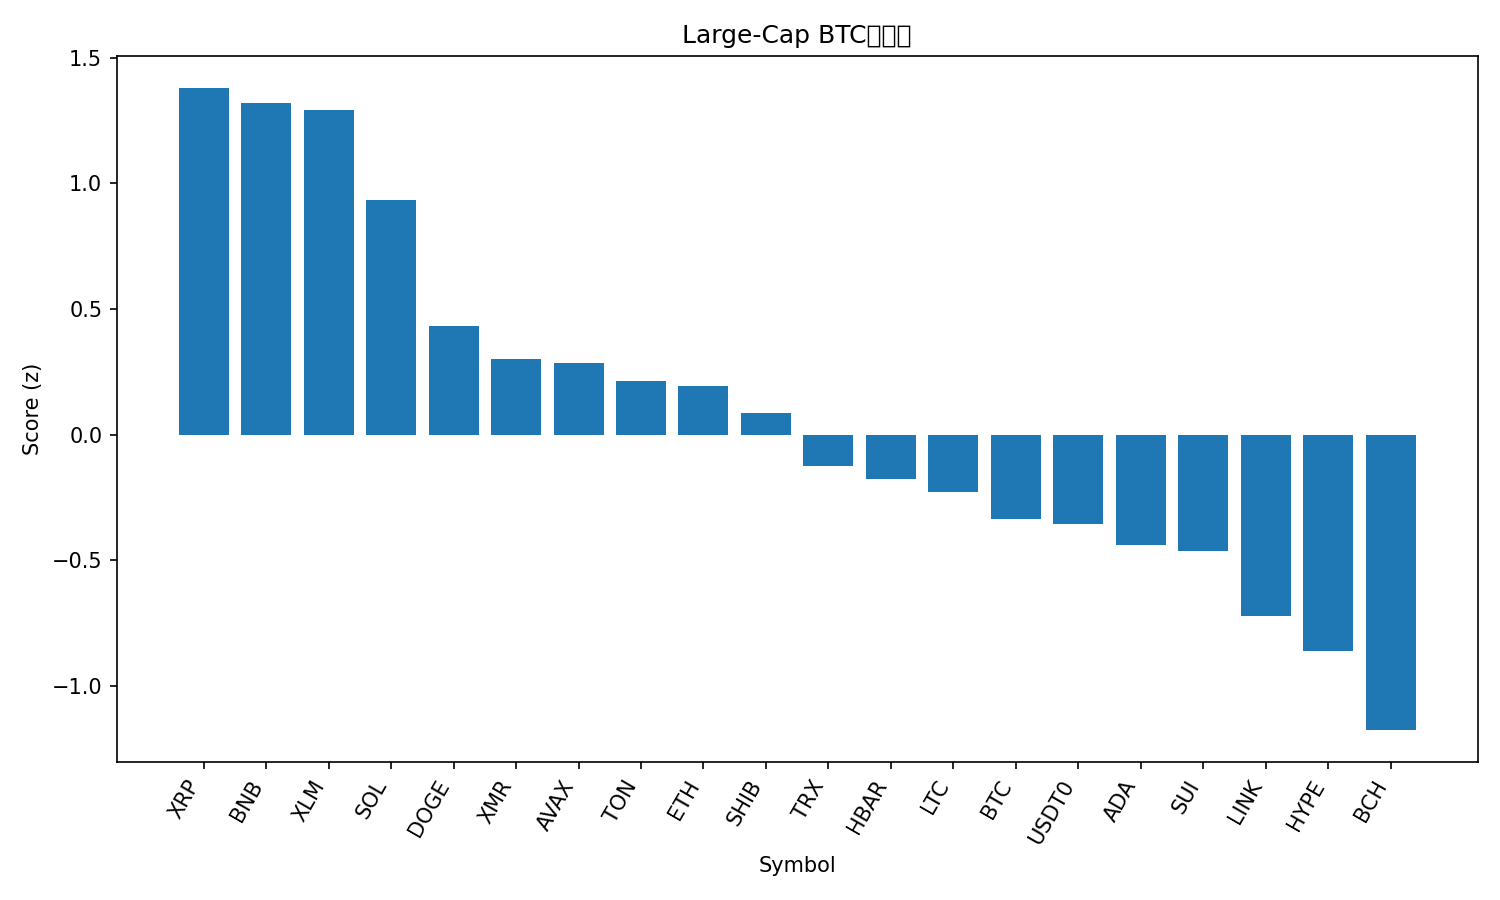 Large-Cap BTC
1.5
1.0
0.5
0.0
−0.5
−1.0
Score (z)
XRP
BNB
XLM
SOL
DOGE
XMR
AVAX
TON
ETH
SHIB
TRX
HBAR
LTC
BTC
USDT0
ADA
SUI
LINK
HYPE
BCH
Symbol